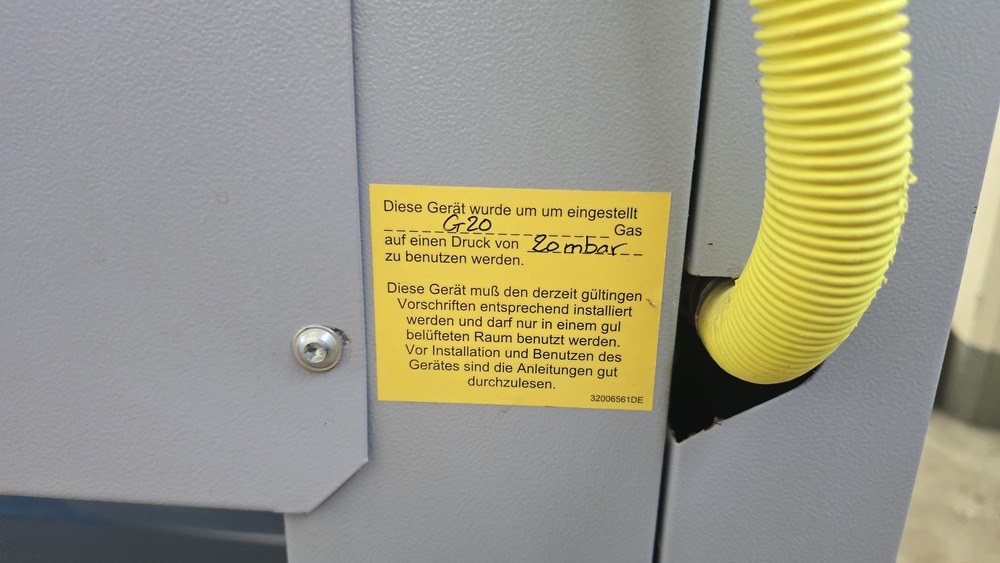 Diese Gerät wurde um um eingestellt
G20 Gas
auf einen Druck von 20mbar
zu benutzen werden.
Diese Gerät muß den derzeit gültingen
Vorschriften entsprechend installiert
werden und darf nur in einem gul
belüfteten Raum benutzt werden.
Vor Installation und Benutzen des
Gerätes sind die Anleitungen gut
durchzulesen.
32006561DE